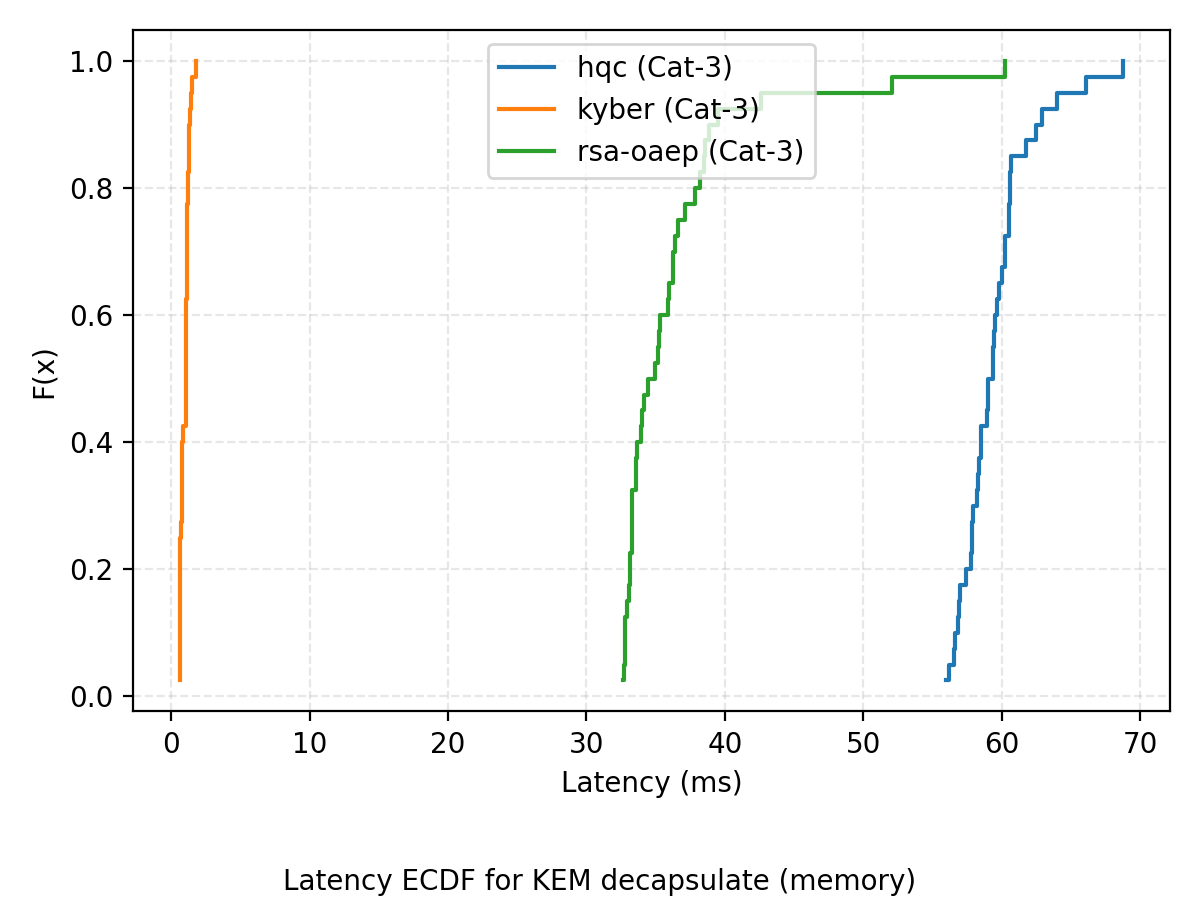 1.0
0.8
0.6
0.4
0.2
0.0
F(x)
hqc (Cat-3)
kyber (Cat-3)
rsa-oaep (Cat-3)
0 10 20 30 40 50 60 70
Latency (ms)
Latency ECDF for KEM decapsulate (memory)